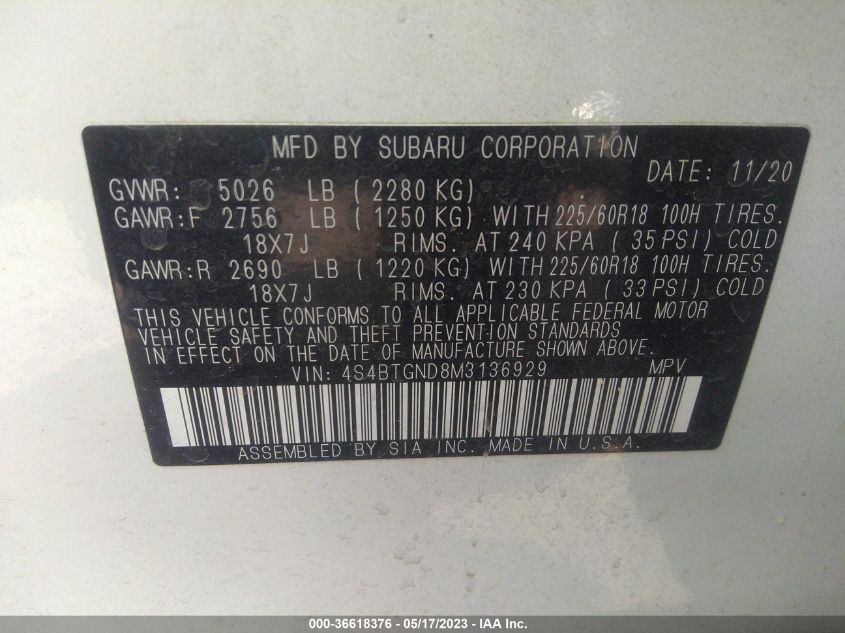 MFD BY SUBARU CORPORATION
DATE: 11/20
GVWR: 5026 LB ( 2280 KG)
GAWR:F 2756 LB ( 1250 KG) WITH 225/60R18 100H TIRES.
18X7J RIMS. AT 240 KPA ( 35 PSI) COLD
GAWR:R 2690 LB ( 1220 KG) WITH 225/60R18 100H TIRES.
18X7J RIMS. AT 230 KPA ( 33 PSI) COLD
THIS VEHICLE CONFORMS TO ALL APPLICABLE FEDERAL MOTOR
VEHICLE SAFETY AND THEFT PREVENTION STANDARDS
IN EFFECT ON THE DATE OF MANUFACTURE SHOWN ABOVE.
VIN: 4S4BTGND8M3136929 MPV
ASSEMBLED BY SIA INC. MADE IN U.S.A.
000-36618376 - 05/17/2023 - IAA Inc.